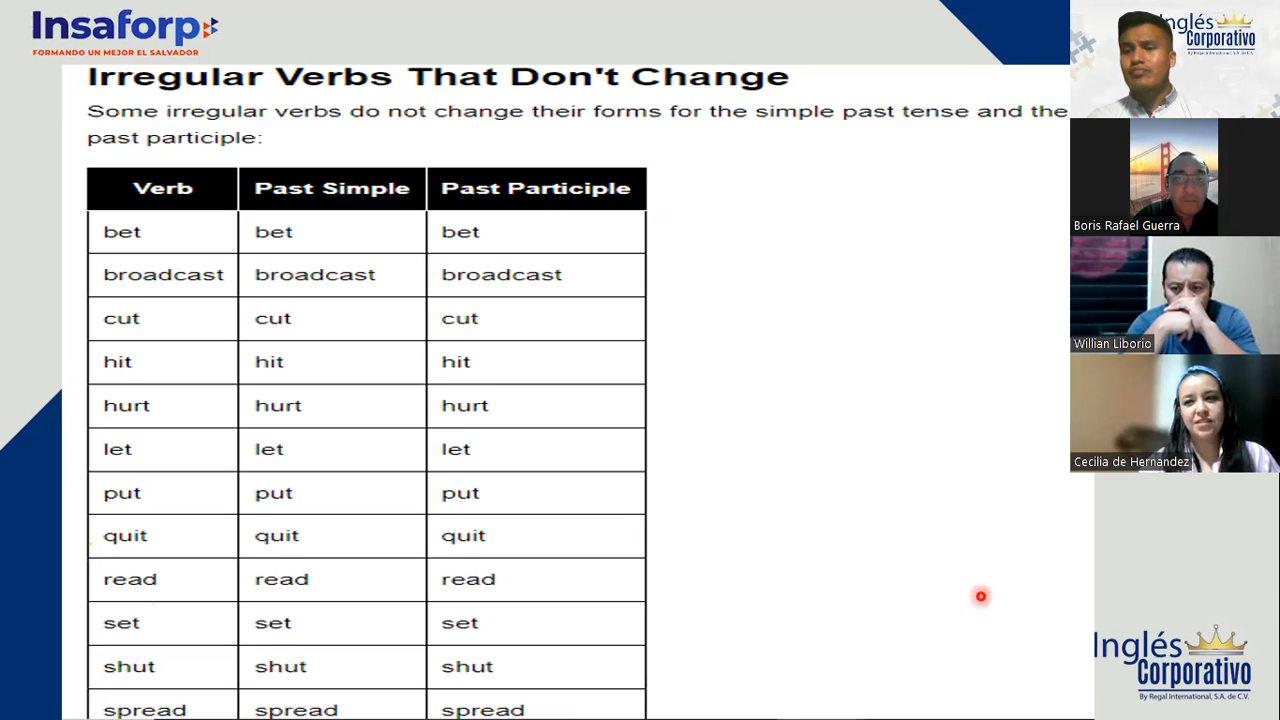 Insaforp
FORMANDO UN MEJOR EL SALVADOR
Irregular Verbs That Don't Change
Some irregular verbs do not change their forms for the simple past tense and the
past participle:
Verb Past Simple Past Participle
bet bet bet
broadcast broadcast broadcast
cut cut cut
hit hit hit
hurt hurt hurt
let let let
put put put
quit quit quit
read read read
set set set
shut shut shut
spread spread spread
Inglés
Corporativo
By Regal International, S.A. de C.V.
Boris Rafael Guerra
Willian Liborio
Cecilia de Hernandez
Inglés
Corporativo
By Regal International, S.A. de C.V.